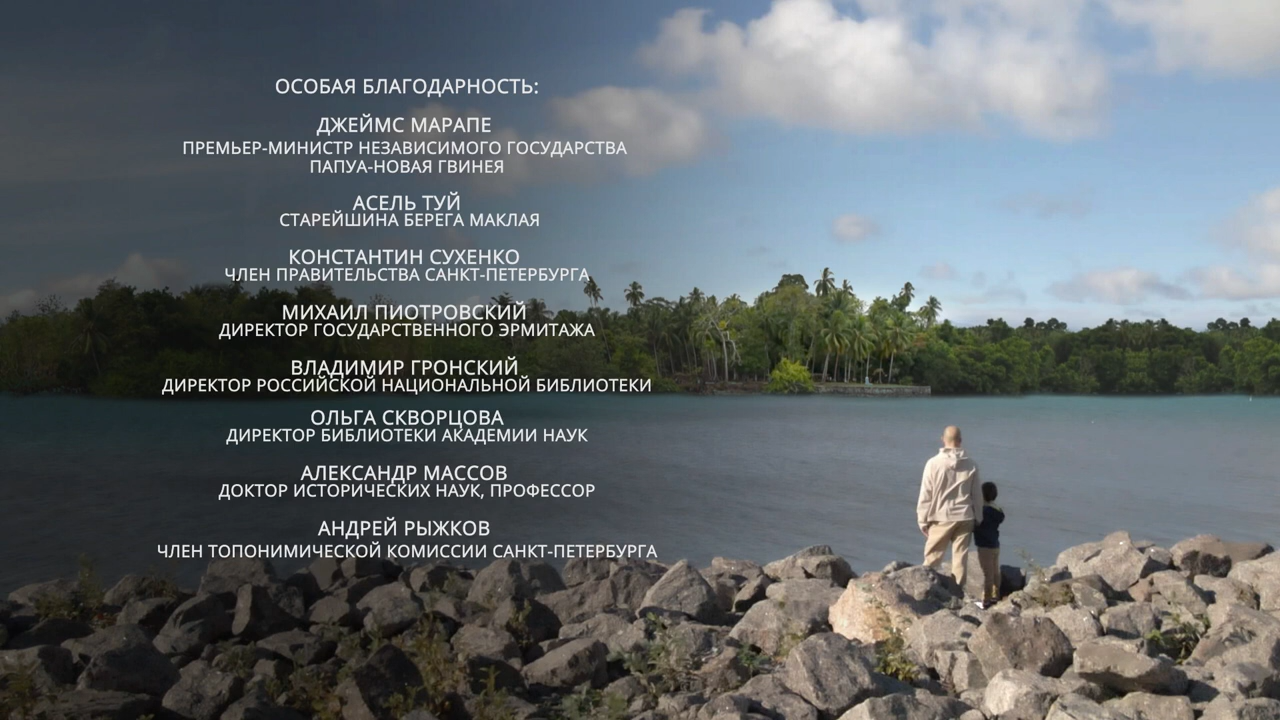 ОСОБАЯ БЛАГОДАРНОСТЬ:
ДЖЕЙМС МАРАПЕ
ПРЕМЬЕР-МИНИСТР НЕЗАВИСИМОГО ГОСУДАРСТВА
ПАПУА-НОВАЯ ГВИНЕЯ
АСЕЛЬ ТУЙ
СТАРЕЙШИНА БЕРЕГА МАКЛАЯ
КОНСТАНТИН СУХЕНКО
ЧЛЕН ПРАВИТЕЛЬСТВА САНКТ-ПЕТЕРБУРГА
МИХАИЛ ПИОТРОВСКИЙ
ДИРЕКТОР ГОСУДАРСТВЕННОГО ЭРМИТАЖА
ВЛАДИМИР ГРОНСКИЙ
ДИРЕКТОР РОССИЙСКОЙ НАЦИОНАЛЬНОЙ БИБЛИОТЕКИ
ОЛЬГА СКВОРЦОВА
ДИРЕКТОР БИБЛИОТЕКИ АКАДЕМИИ НАУК
АЛЕКСАНДР МАССОВ
ДОКТОР ИСТОРИЧЕСКИХ НАУК, ПРОФЕССОР
АНДРЕЙ РЫЖКОВ
ЧЛЕН ТОПОНИМИЧЕСКОЙ КОМИССИИ САНКТ-ПЕТЕРБУРГА